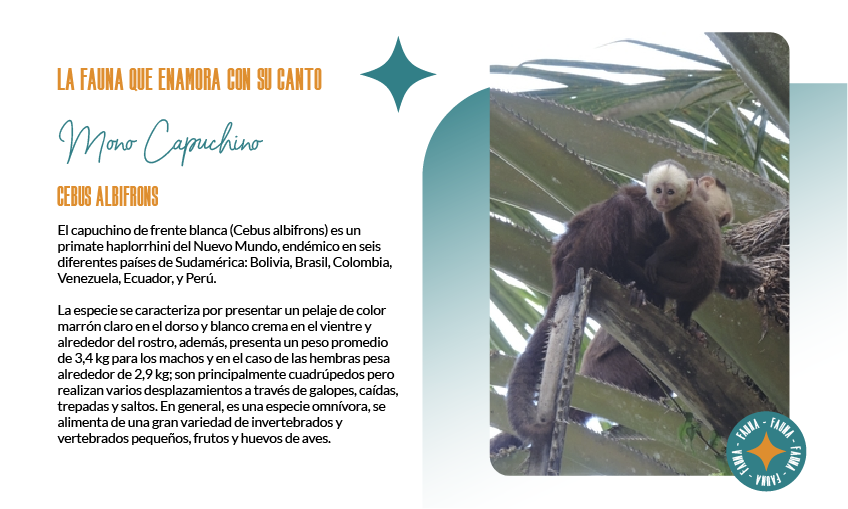 LA FAUNA QUE ENAMORA CON SU CANTO
Mono Capuchino
CEBUS ALBIFRONS
El capuchino de frente blanca (Cebus albifrons) es un
primate haplorrhini del Nuevo Mundo, endémico en seis
diferentes países de Sudamérica: Bolivia, Brasil, Colombia,
Venezuela, Ecuador, y Perú.
La especie se caracteriza por presentar un pelaje de color
marrón claro en el dorso y blanco crema en el vientre y
alrededor del rostro, además, presenta un peso promedio
de 3,4 kg para los machos y en el caso de las hembras pesa
alrededor de 2,9 kg; son principalmente cuadrúpedos pero
realizan varios desplazamientos a través de galopes, caídas,
trepadas y saltos. En general, es una especie omnívora, se
alimenta de una gran variedad de invertebrados y
vertebrados pequeños, frutos y huevos de aves.
FAUNA - FAUNA - FAUNA - FAUNA - FAUNA -